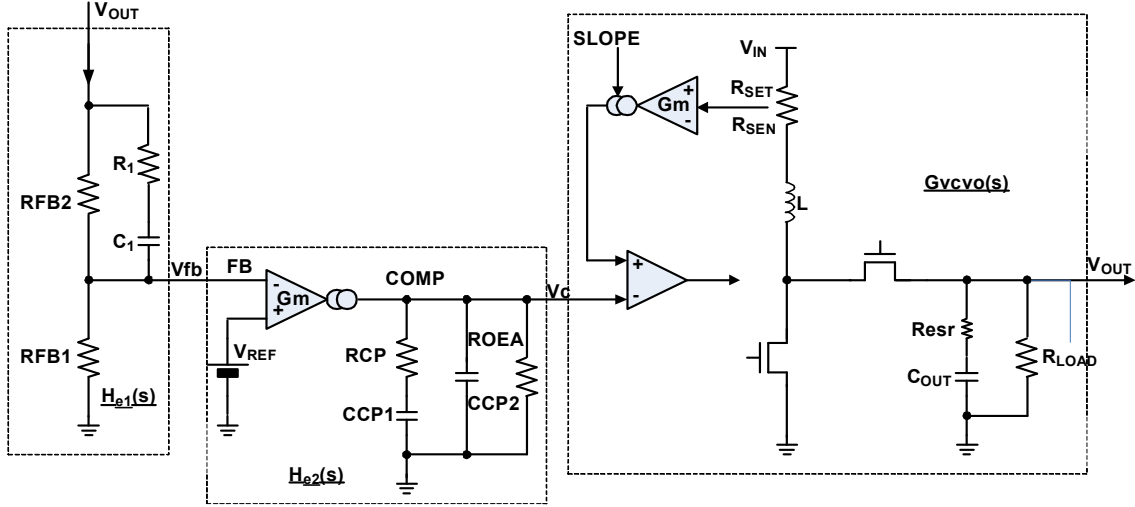 VOUT
R1
RFB2
C1
Vfb
RFB1
He1(s)
FB
-
Gm
+
VREF
COMP
Vc
ROEA
RCP
CCP1
CCP2
He2(s)
SLOPE
VIN
+
Gm
-
RSET
RSEN
Gvcvo(s)
L
+
-
VOUT
Resr
COUT
RLOAD